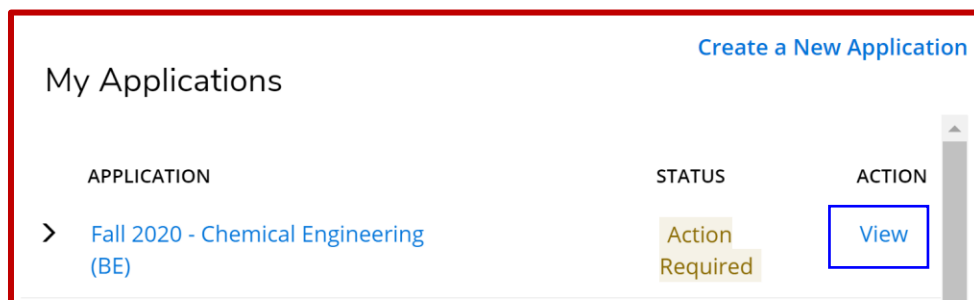 Create a New Application
My Applications
APPLICATION STATUS ACTION
Fall 2020 - Chemical Engineering Action View
(BE) Required